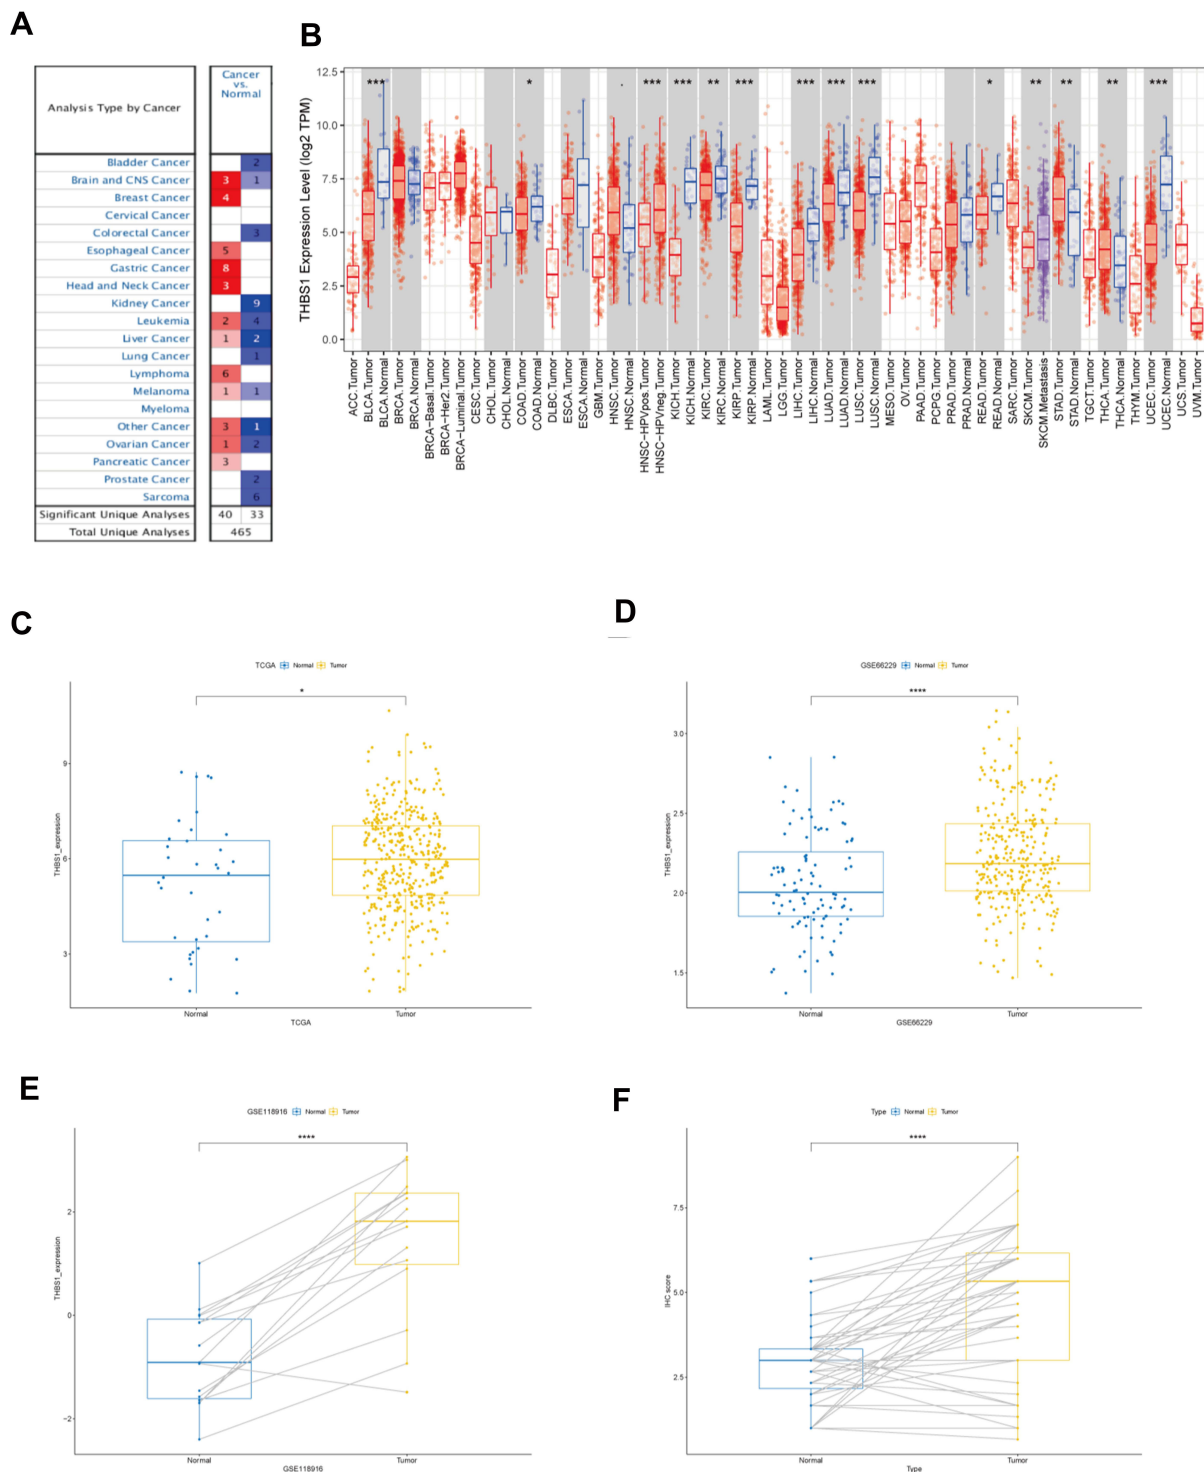 A
Analysis Type by Cancer
Cancer
vs.
Normal
Bladder Cancer 2
Brain and CNS Cancer 3 1
Breast Cancer 4
Cervical Cancer
Colorectal Cancer 3
Esophageal Cancer 5
Gastric Cancer 8
Head and Neck Cancer 3
Kidney Cancer 9
Leukemia 2 4
Liver Cancer 1 2
Lung Cancer 1
Lymphoma 6
Melanoma 1 1
Myeloma
Other Cancer 3 1
Ovarian Cancer 1 2
Pancreatic Cancer 3
Prostate Cancer 2
Sarcoma 6
Significant Unique Analyses 40 33
Total Unique Analyses 465
B
THBS1 Expression Level (log2 TPM)
12.5
10.0
7.5
5.0
2.5
0.0
*** * . *** *** ** *** *** *** *** * ** ** ** ***
ACC.Tumor
BLCA.Tumor
BLCA.Normal
BRCA.Tumor
BRCA.Normal
BRCA-Basal.Tumor
BRCA-Her2.Tumor
BRCA-Luminal.Tumor
CESC.Tumor
CHOL.Tumor
CHOL.Normal
COAD.Tumor
COAD.Normal
DLBC.Tumor
ESCA.Tumor
ESCA.Normal
GBM.Tumor
HNSC.Tumor
HNSC.Normal
HNSC-HPVpos.Tumor
HNSC-HPVneg.Tumor
KICH.Tumor
KICH.Normal
KIRC.Tumor
KIRC.Normal
KIRP.Tumor
KIRP.Normal
LAML.Tumor
LGG.Tumor
LIHC.Tumor
LIHC.Normal
LUAD.Tumor
LUAD.Normal
LUSC.Tumor
LUSC.Normal
MESO.Tumor
OV.Tumor
PAAD.Tumor
PCPG.Tumor
PRAD.Tumor
PRAD.Normal
READ.Tumor
READ.Normal
SARC.Tumor
SKCM.Tumor
SKCM.Metastasis
STAD.Tumor
STAD.Normal
TGCT.Tumor
THCA.Tumor
THCA.Normal
THYM.Tumor
UCEC.Tumor
UCEC.Normal
UCS.Tumor
UVM.Tumor
C
TCGA Normal Tumor
*
THBS1_expression
9
6
3
Normal Tumor
TCGA
D
GSE66229 Normal Tumor
****
THBS1_expression
3.0
2.5
2.0
1.5
Normal Tumor
GSE66229
E
GSE118916 Normal Tumor
****
THBS1_expression
2
0
−2
Normal Tumor
GSE118916
F
Type Normal Tumor
****
IHC score
7.5
5.0
2.5
Normal Tumor
Type